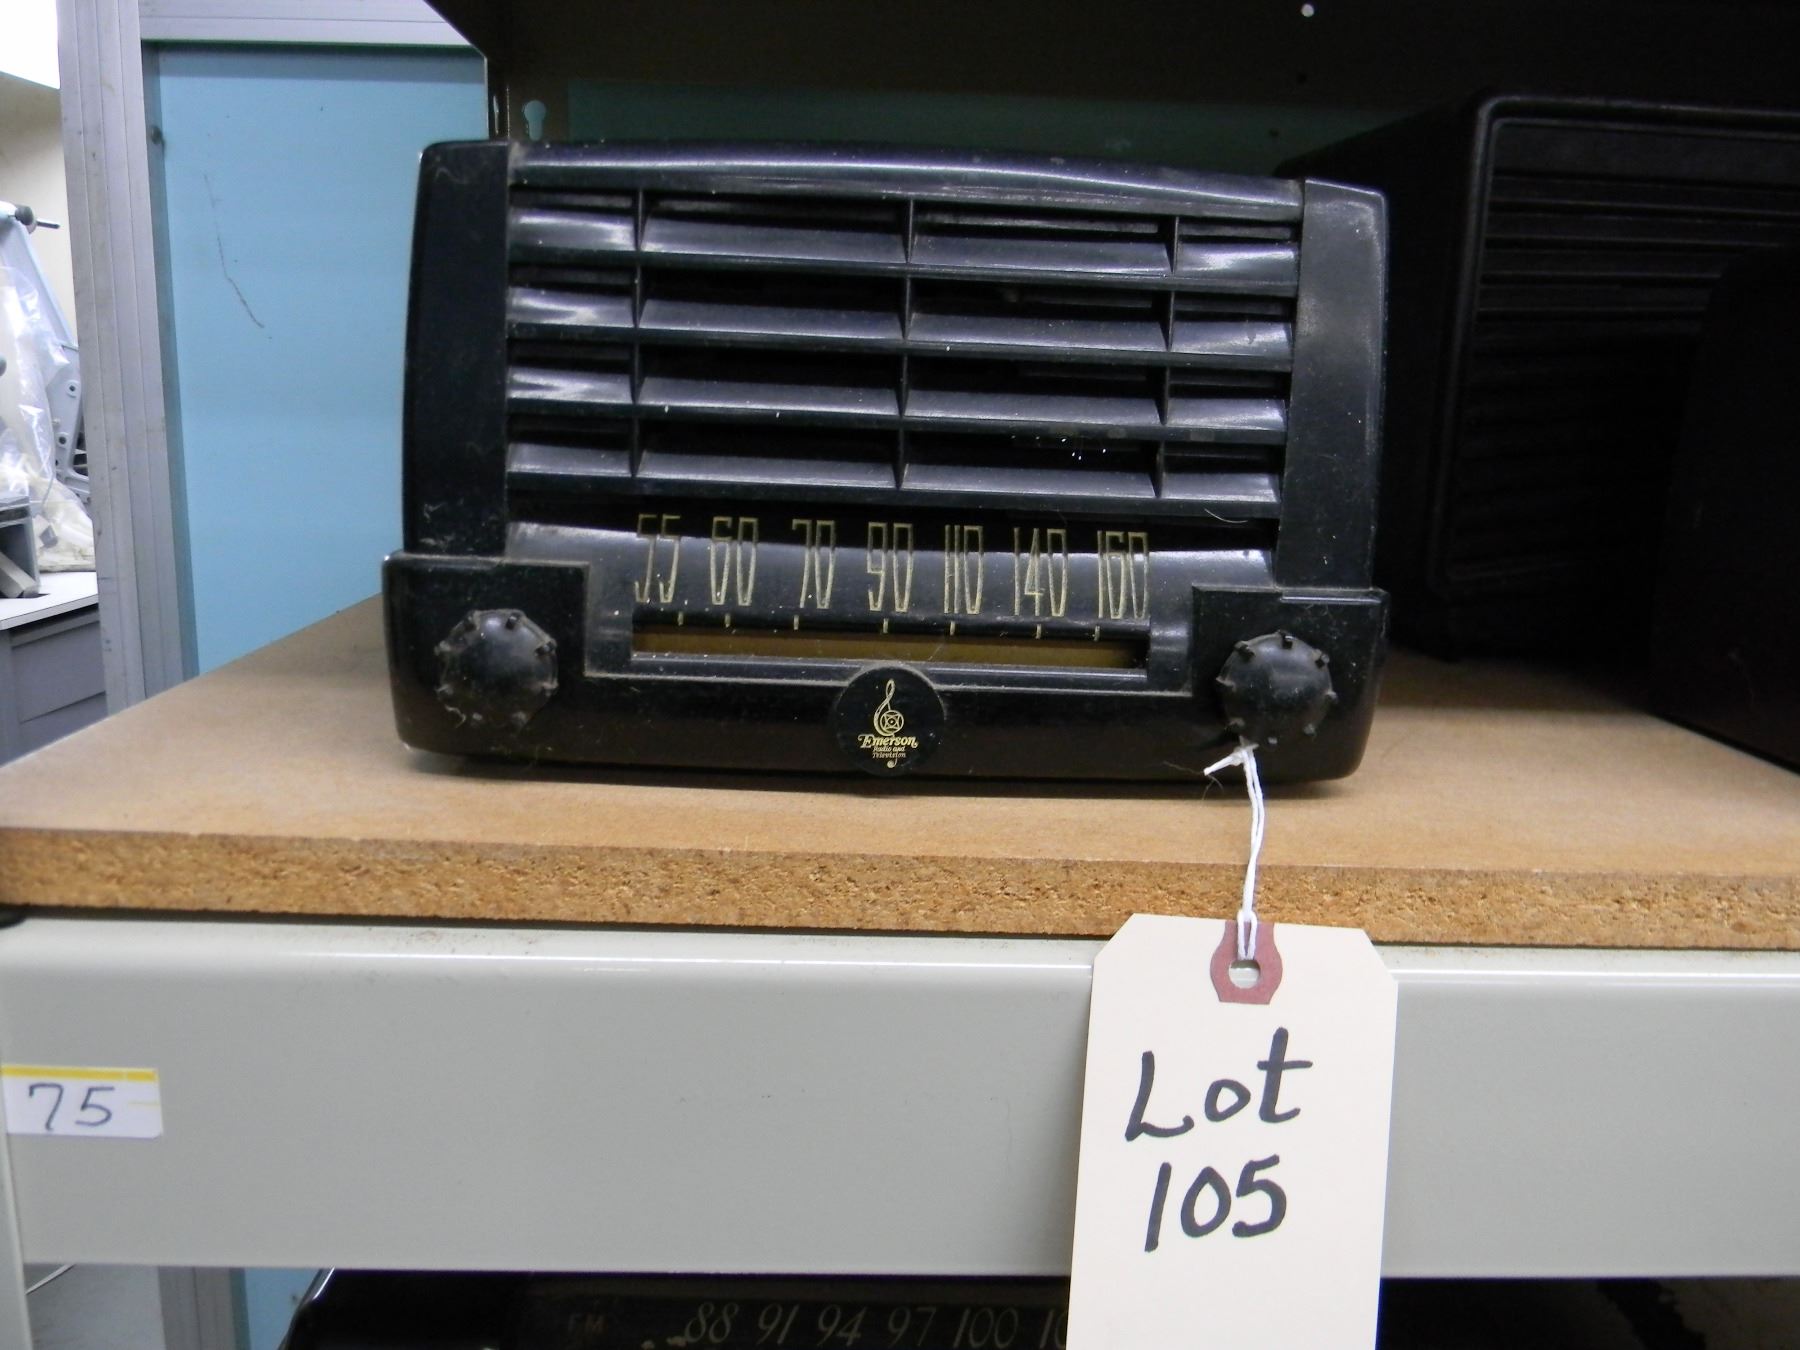 55 60 70 90 110 140 160
Emerson
Radio and
Television
Lot
105
75
FM 88 91 94 97 100